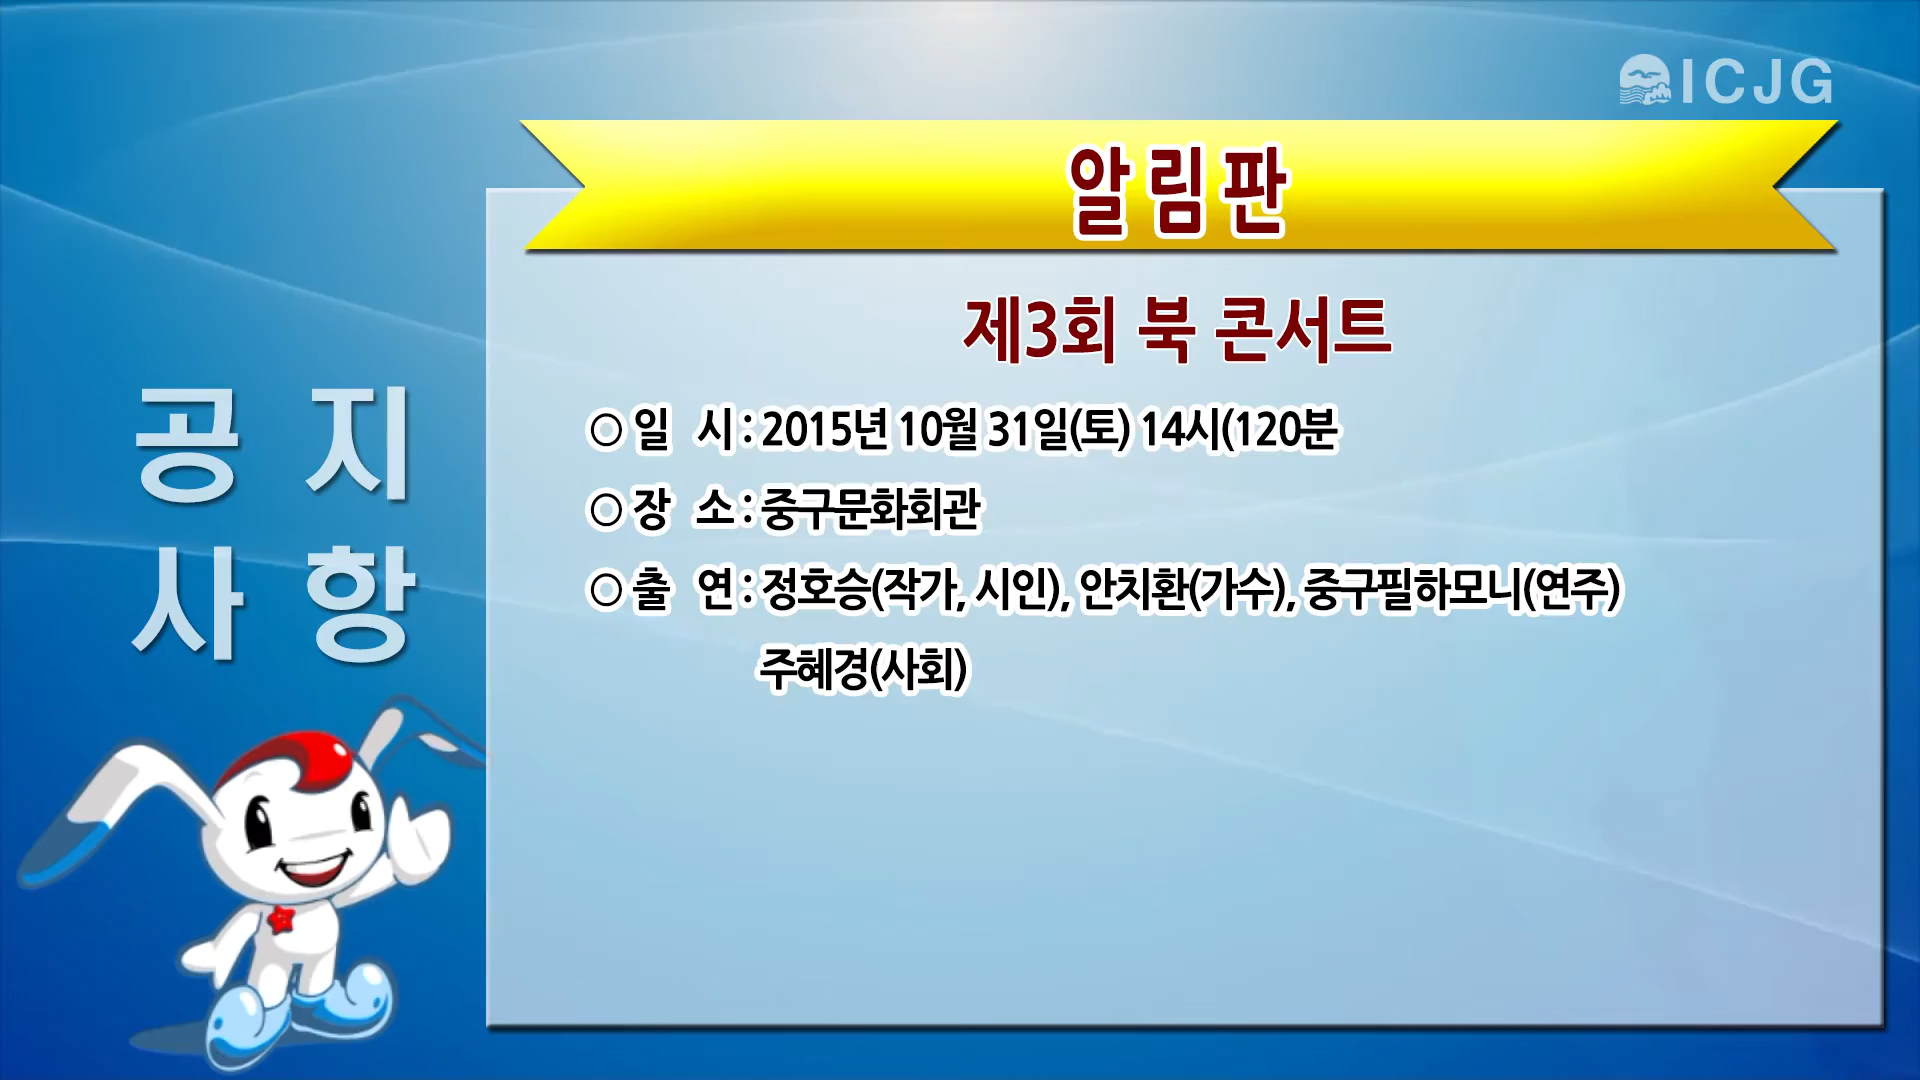 ICJG
알림판
제3회 북 콘서트
공지
사항
○ 일 시 : 2015년 10월 31일(토) 14시(120분
○ 장 소 : 중구문화회관
○ 출 연 : 정호승(작가, 시인), 안치환(가수), 중구필하모니(연주)
주혜경(사회)